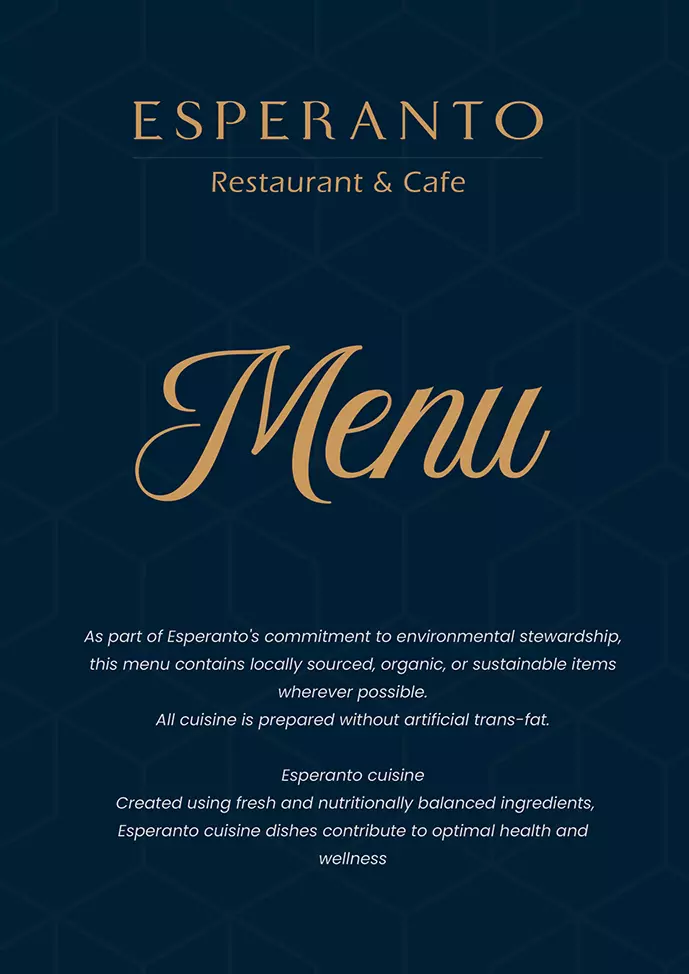 ESPERANTO
Restaurant & Cafe
Menu
As part of Esperanto's commitment to environmental stewardship,
this menu contains locally sourced, organic, or sustainable items
wherever possible.
All cuisine is prepared without artificial trans-fat.
Esperanto cuisine
Created using fresh and nutritionally balanced ingredients,
Esperanto cuisine dishes contribute to optimal health and
wellness